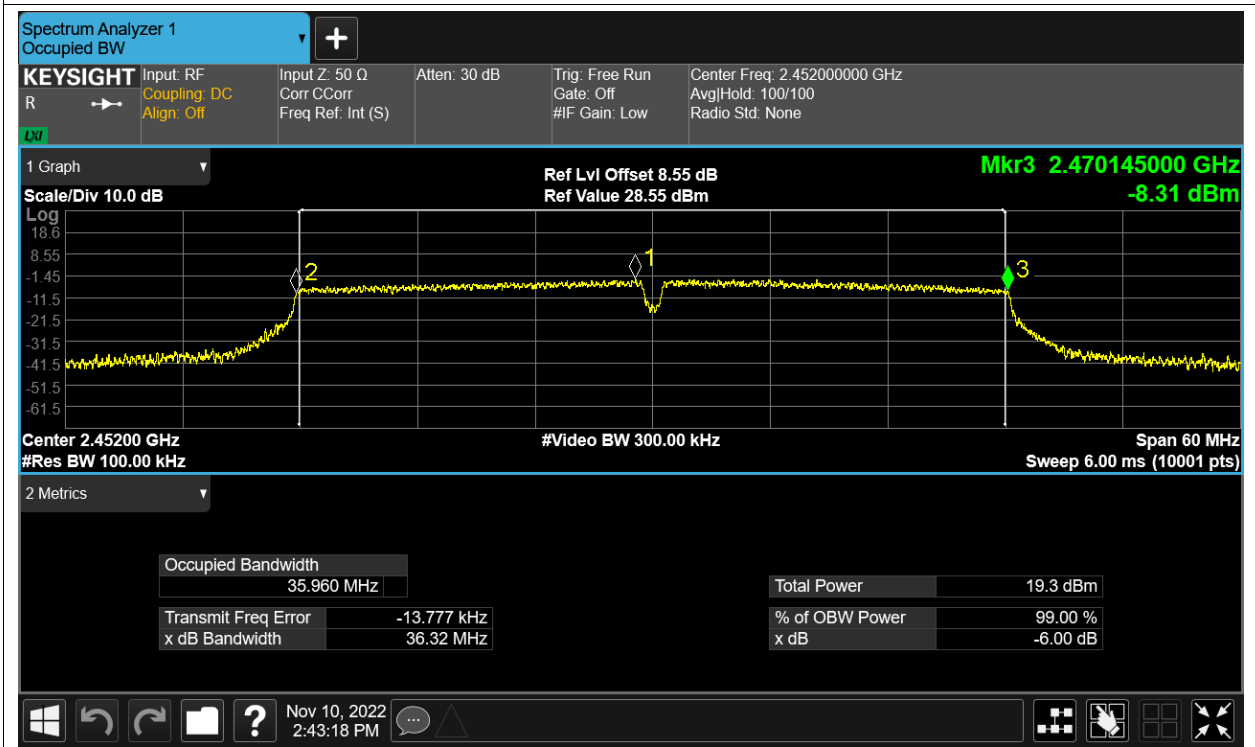 Spectrum Analyzer 1
Occupied BW
KEYSIGHT
R
LXI
Input: RF
Coupling: DC
Align: Off
Input Z: 50 Ω
Corr CCorr
Freq Ref: Int (S)
Atten: 30 dB
Trig: Free Run
Gate: Off
#IF Gain: Low
Center Freq: 2.452000000 GHz
Avg|Hold: 100/100
Radio Std: None
1 Graph
Scale/Div 10.0 dB
Ref Lvl Offset 8.55 dB
Ref Value 28.55 dBm
Mkr3 2.470145000 GHz
-8.31 dBm
Log
18.6
8.55
-1.45
-11.5
-21.5
-31.5
-41.5
-51.5
-61.5
2
1
3
Center 2.45200 GHz
#Res BW 100.00 kHz
#Video BW 300.00 kHz
Span 60 MHz
Sweep 6.00 ms (10001 pts)
2 Metrics
Occupied Bandwidth
35.960 MHz
Transmit Freq Error -13.777 kHz
x dB Bandwidth 36.32 MHz
Total Power 19.3 dBm
% of OBW Power 99.00 %
x dB -6.00 dB
?
Nov 10, 2022
2:43:18 PM